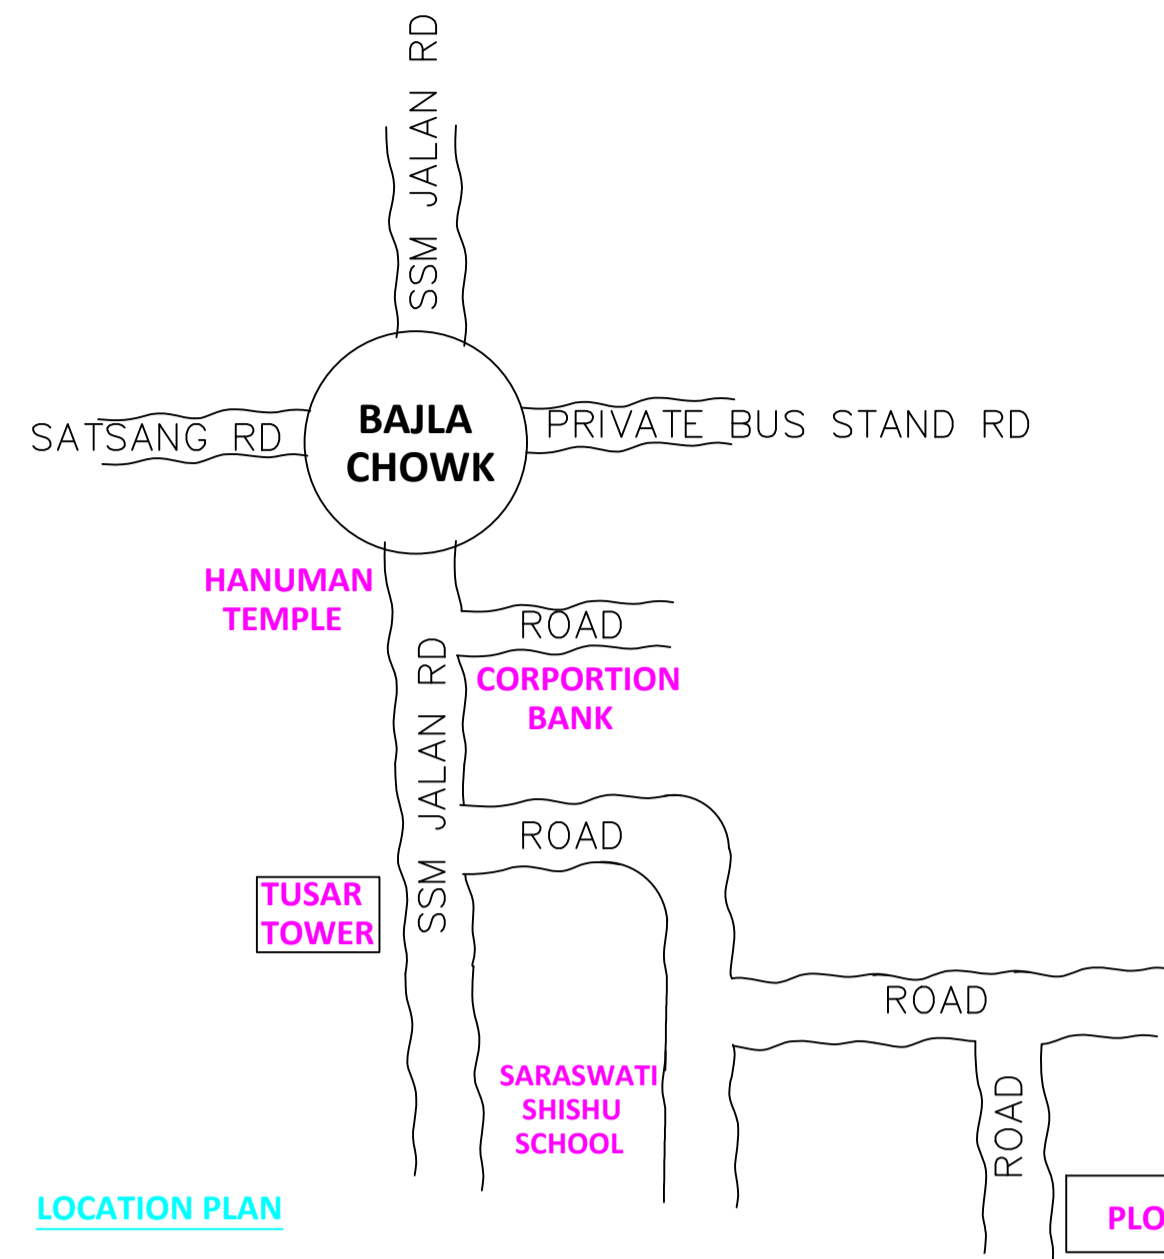 SSM JALAN RD
SATSANG RD
BAJLA
CHOWK
PRIVATE BUS STAND RD
HANUMAN
TEMPLE
ROAD
CORPORTION
BANK
SSM JALAN RD
ROAD
TUSAR
TOWER
ROAD
SARASWATI
SHISHU
SCHOOL
ROAD
LOCATION PLAN
PLO